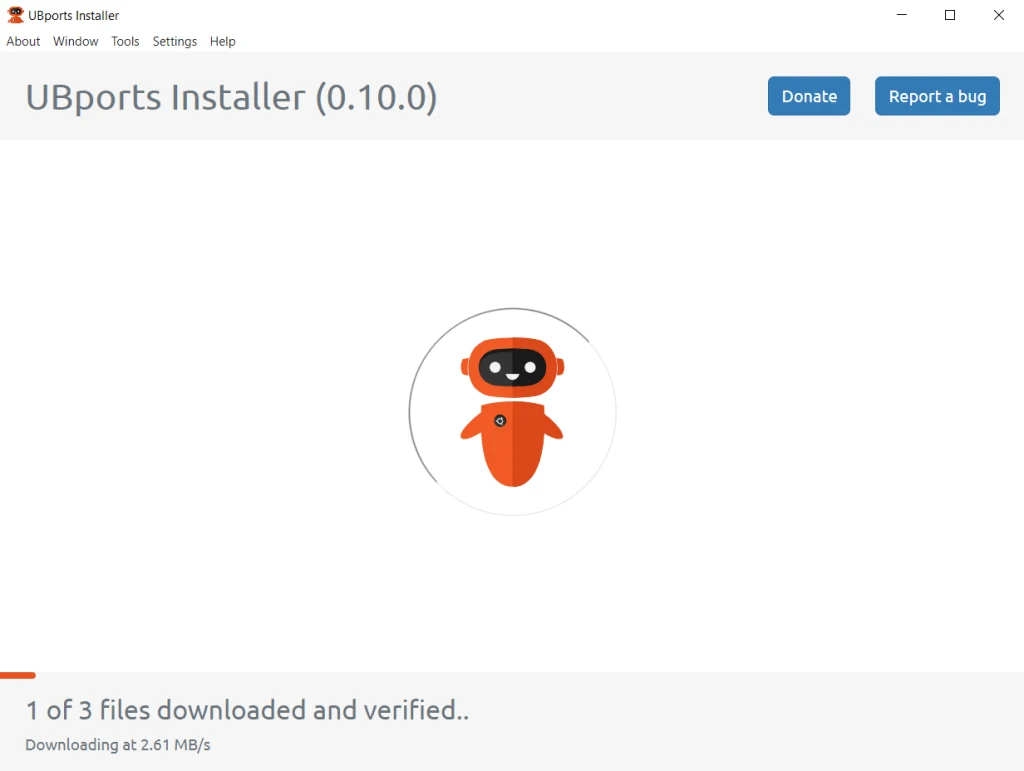 UBports Installer
About Window Tools Settings Help
UBports Installer (0.10.0)
Donate
Report a bug
1 of 3 files downloaded and verified..
Downloading at 2.61 MB/s